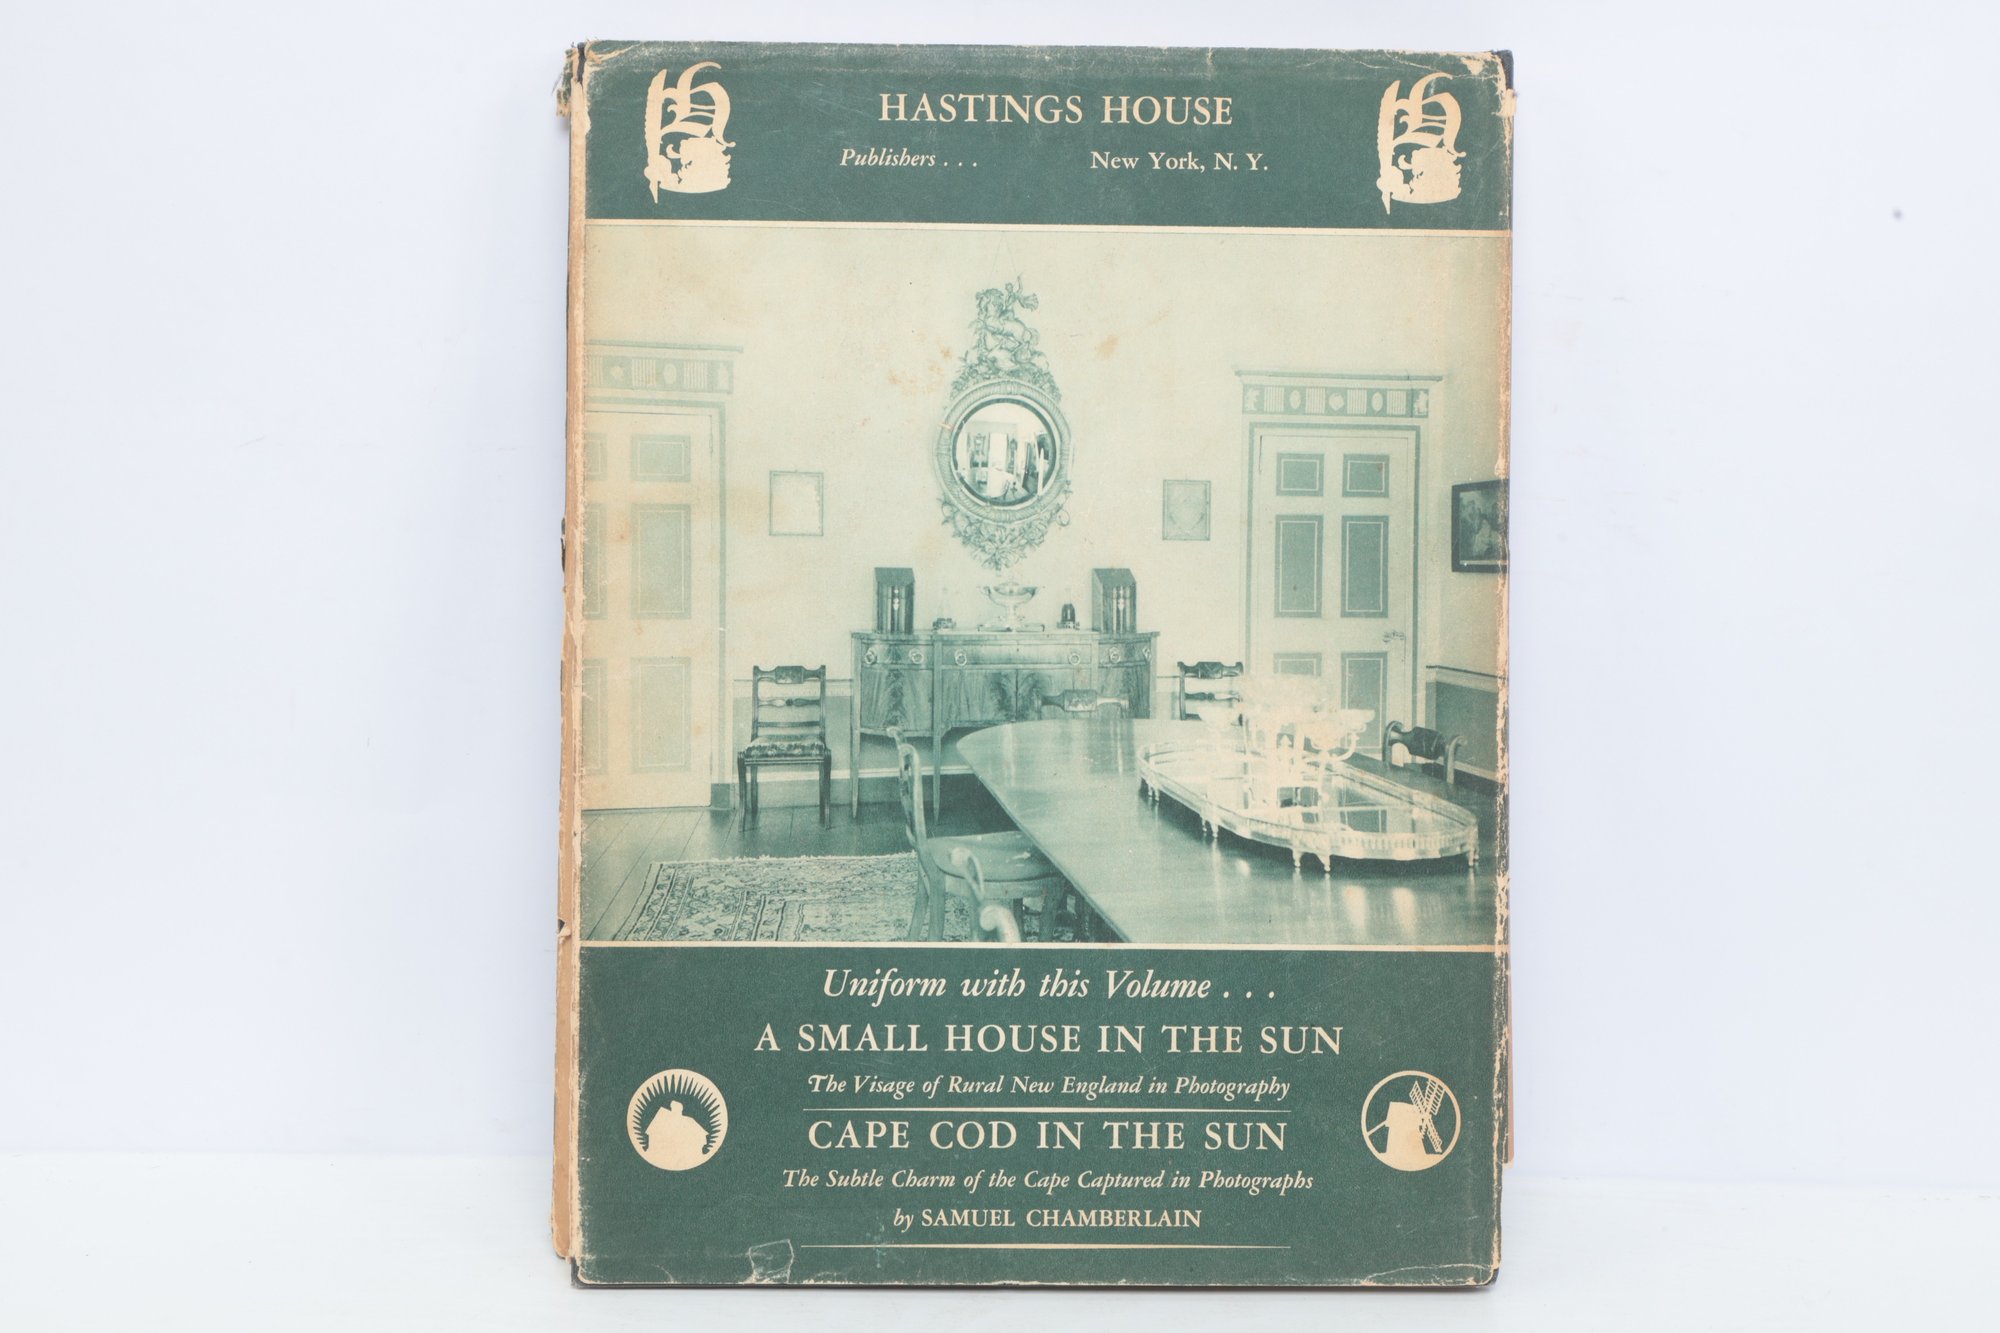 HASTINGS HOUSE
Publishers . . . New York, N. Y.
Uniform with this Volume . . .
A SMALL HOUSE IN THE SUN
The Visage of Rural New England in Photography
CAPE COD IN THE SUN
The Subtle Charm of the Cape Captured in Photographs
by SAMUEL CHAMBERLAIN